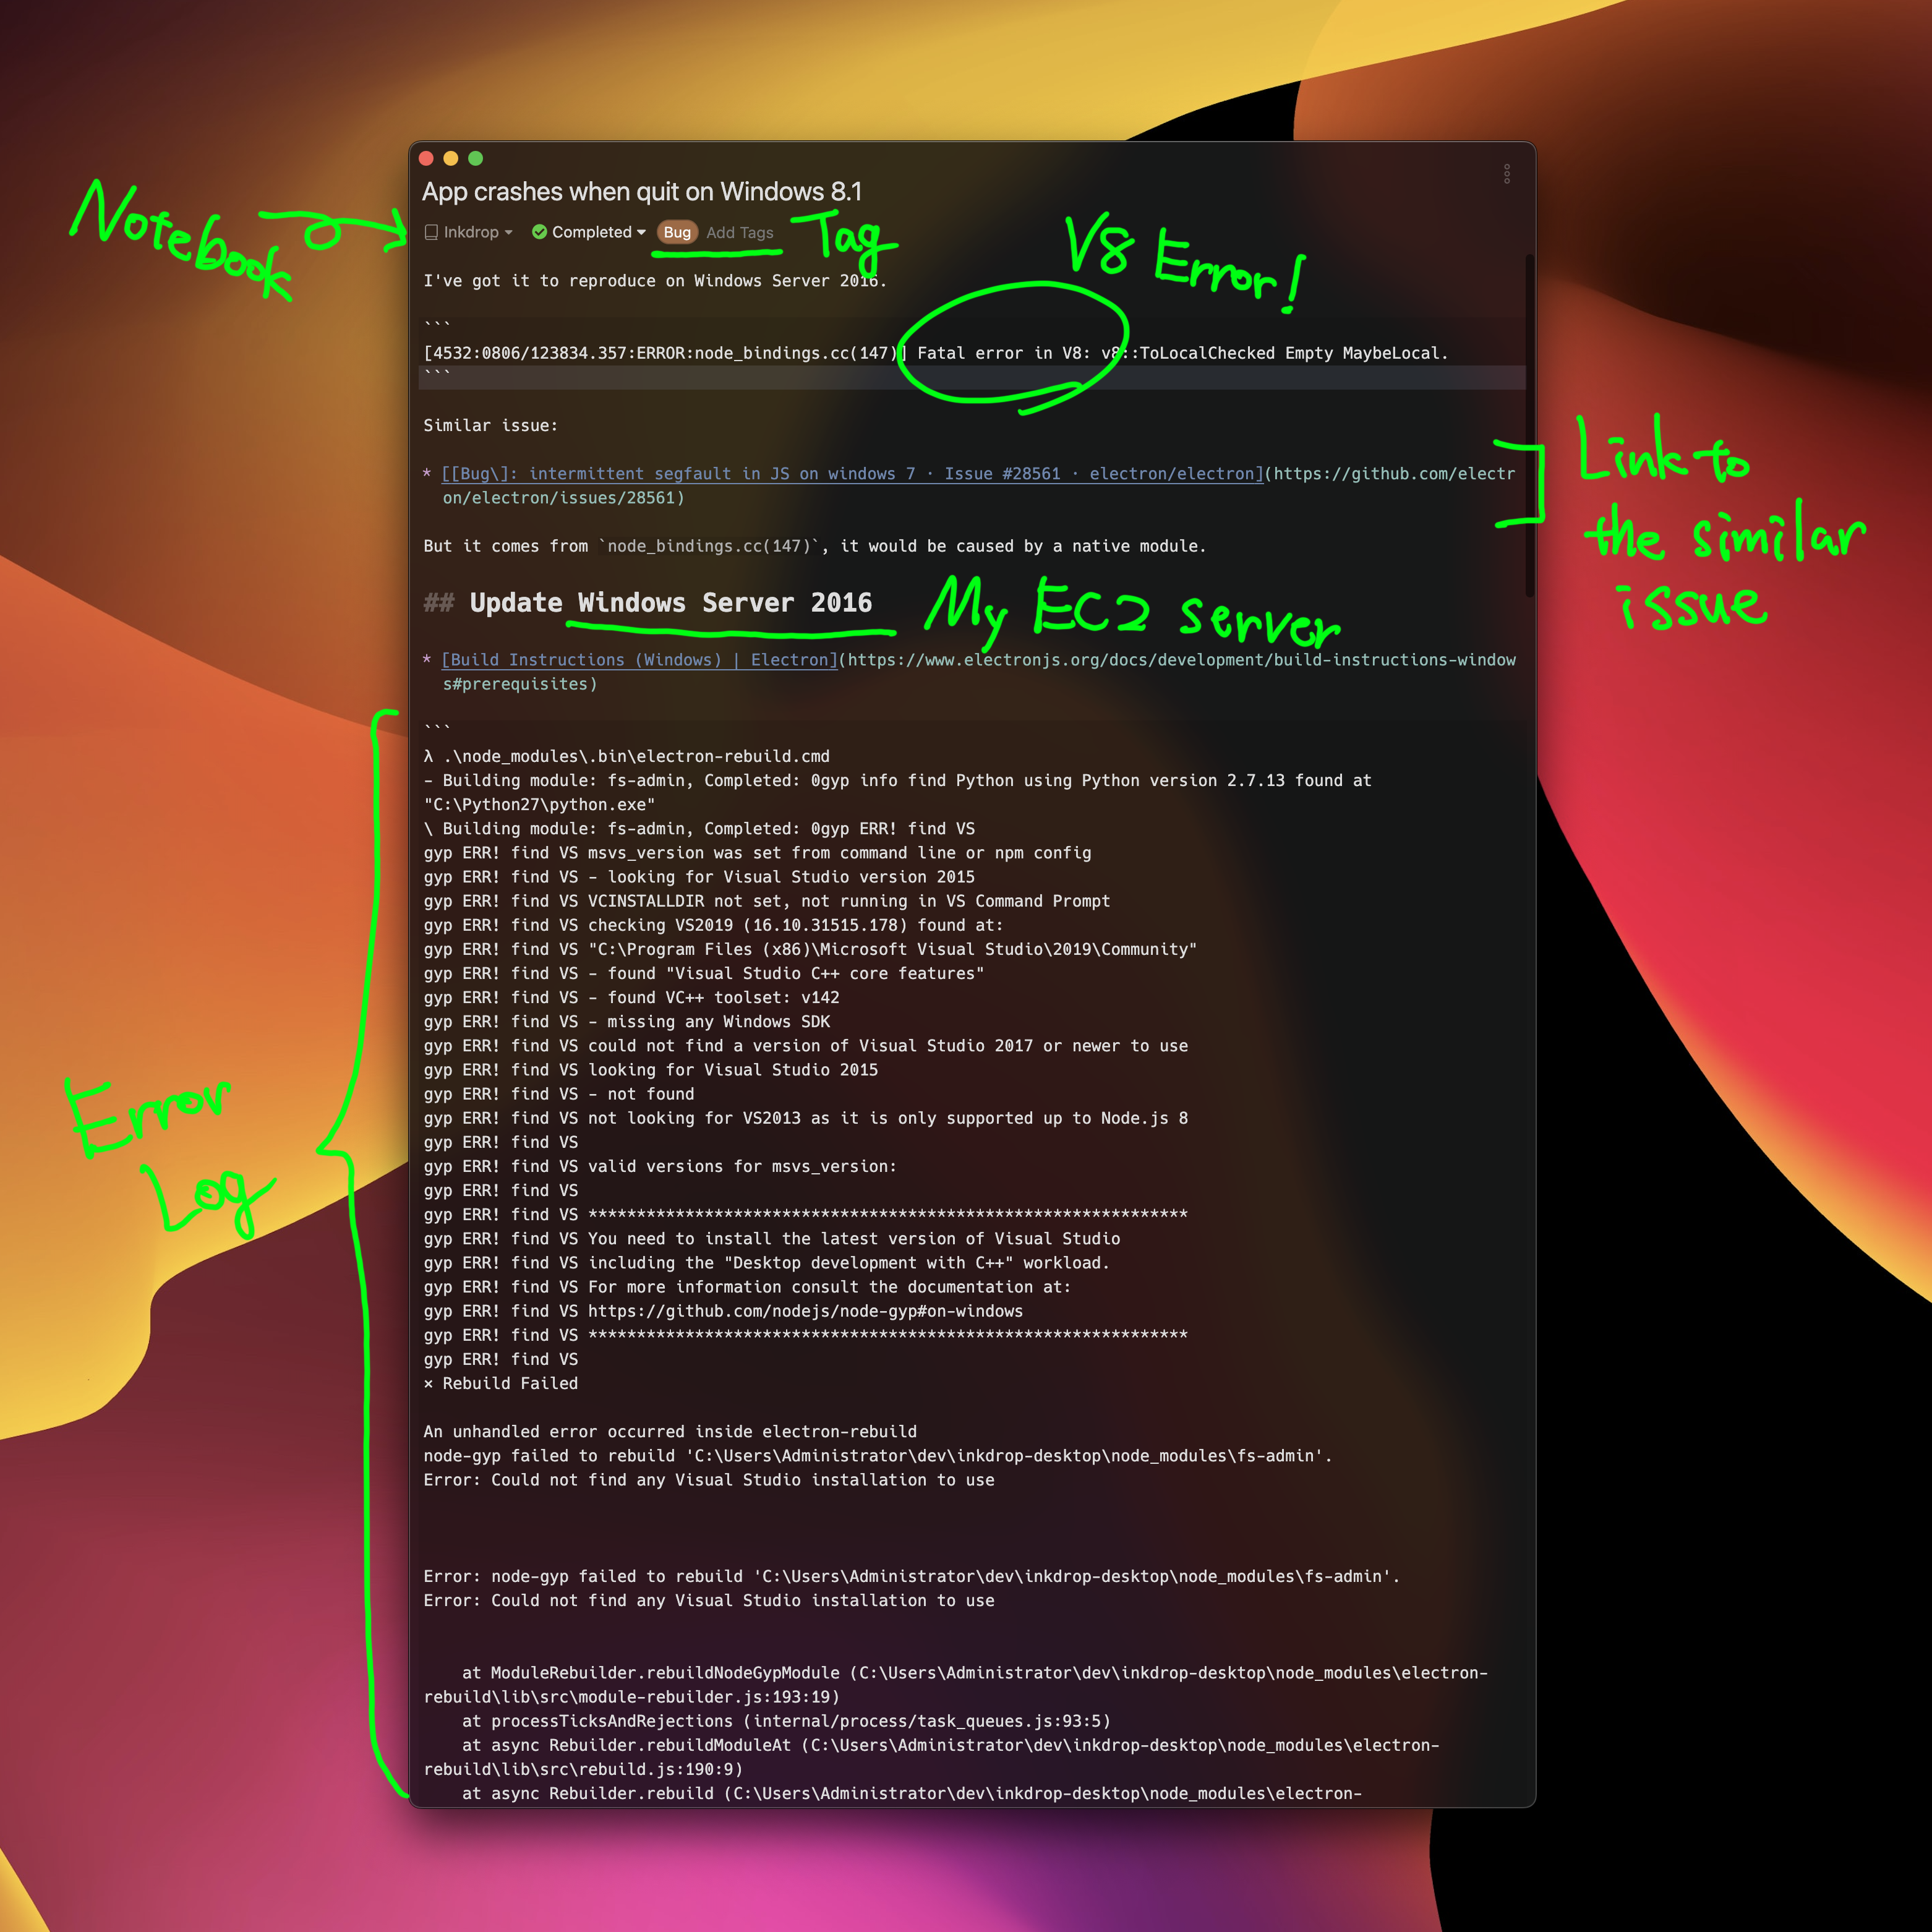 App crashes when quit on Windows 8.1
Notebook
Inkdrop Completed Bug Add Tags
Tag
V8 Error!
I've got it to reproduce on Windows Server 2016.
```
[4532:0806/123834.357:ERROR:node_bindings.cc(147)] Fatal error in V8: v8::ToLocalChecked Empty MaybeLocal.
```
Similar issue:
* [[Bug\]: intermittent segfault in JS on windows 7 · Issue #28561 · electron/electron](https://github.com/electr
on/electron/issues/28561)
Link to
the similar
issue
But it comes from `node_bindings.cc(147)`, it would be caused by a native module.
## Update Windows Server 2016
My EC2 server
* [Build Instructions (Windows) | Electron](https://www.electronjs.org/docs/development/build-instructions-window
s#prerequisites)
Error
Log
```
λ .\node_modules\.bin\electron-rebuild.cmd
- Building module: fs-admin, Completed: 0gyp info find Python using Python version 2.7.13 found at
"C:\Python27\python.exe"
\ Building module: fs-admin, Completed: 0gyp ERR! find VS
gyp ERR! find VS msvs_version was set from command line or npm config
gyp ERR! find VS - looking for Visual Studio version 2015
gyp ERR! find VS VCINSTALLDIR not set, not running in VS Command Prompt
gyp ERR! find VS checking VS2019 (16.10.31515.178) found at:
gyp ERR! find VS "C:\Program Files (x86)\Microsoft Visual Studio\2019\Community"
gyp ERR! find VS - found "Visual Studio C++ core features"
gyp ERR! find VS - found VC++ toolset: v142
gyp ERR! find VS - missing any Windows SDK
gyp ERR! find VS could not find a version of Visual Studio 2017 or newer to use
gyp ERR! find VS looking for Visual Studio 2015
gyp ERR! find VS - not found
gyp ERR! find VS not looking for VS2013 as it is only supported up to Node.js 8
gyp ERR! find VS
gyp ERR! find VS valid versions for msvs_version:
gyp ERR! find VS
gyp ERR! find VS **************************************************************
gyp ERR! find VS You need to install the latest version of Visual Studio
gyp ERR! find VS including the "Desktop development with C++" workload.
gyp ERR! find VS For more information consult the documentation at:
gyp ERR! find VS https://github.com/nodejs/node-gyp#on-windows
gyp ERR! find VS **************************************************************
gyp ERR! find VS
× Rebuild Failed
An unhandled error occurred inside electron-rebuild
node-gyp failed to rebuild 'C:\Users\Administrator\dev\inkdrop-desktop\node_modules\fs-admin'.
Error: Could not find any Visual Studio installation to use
Error: node-gyp failed to rebuild 'C:\Users\Administrator\dev\inkdrop-desktop\node_modules\fs-admin'.
Error: Could not find any Visual Studio installation to use
at ModuleRebuilder.rebuildNodeGypModule (C:\Users\Administrator\dev\inkdrop-desktop\node_modules\electron-
rebuild\lib\src\module-rebuilder.js:193:19)
at processTicksAndRejections (internal/process/task_queues.js:93:5)
at async Rebuilder.rebuildModuleAt (C:\Users\Administrator\dev\inkdrop-desktop\node_modules\electron-
rebuild\lib\src\rebuild.js:190:9)
at async Rebuilder.rebuild (C:\Users\Administrator\dev\inkdrop-desktop\node_modules\electron-